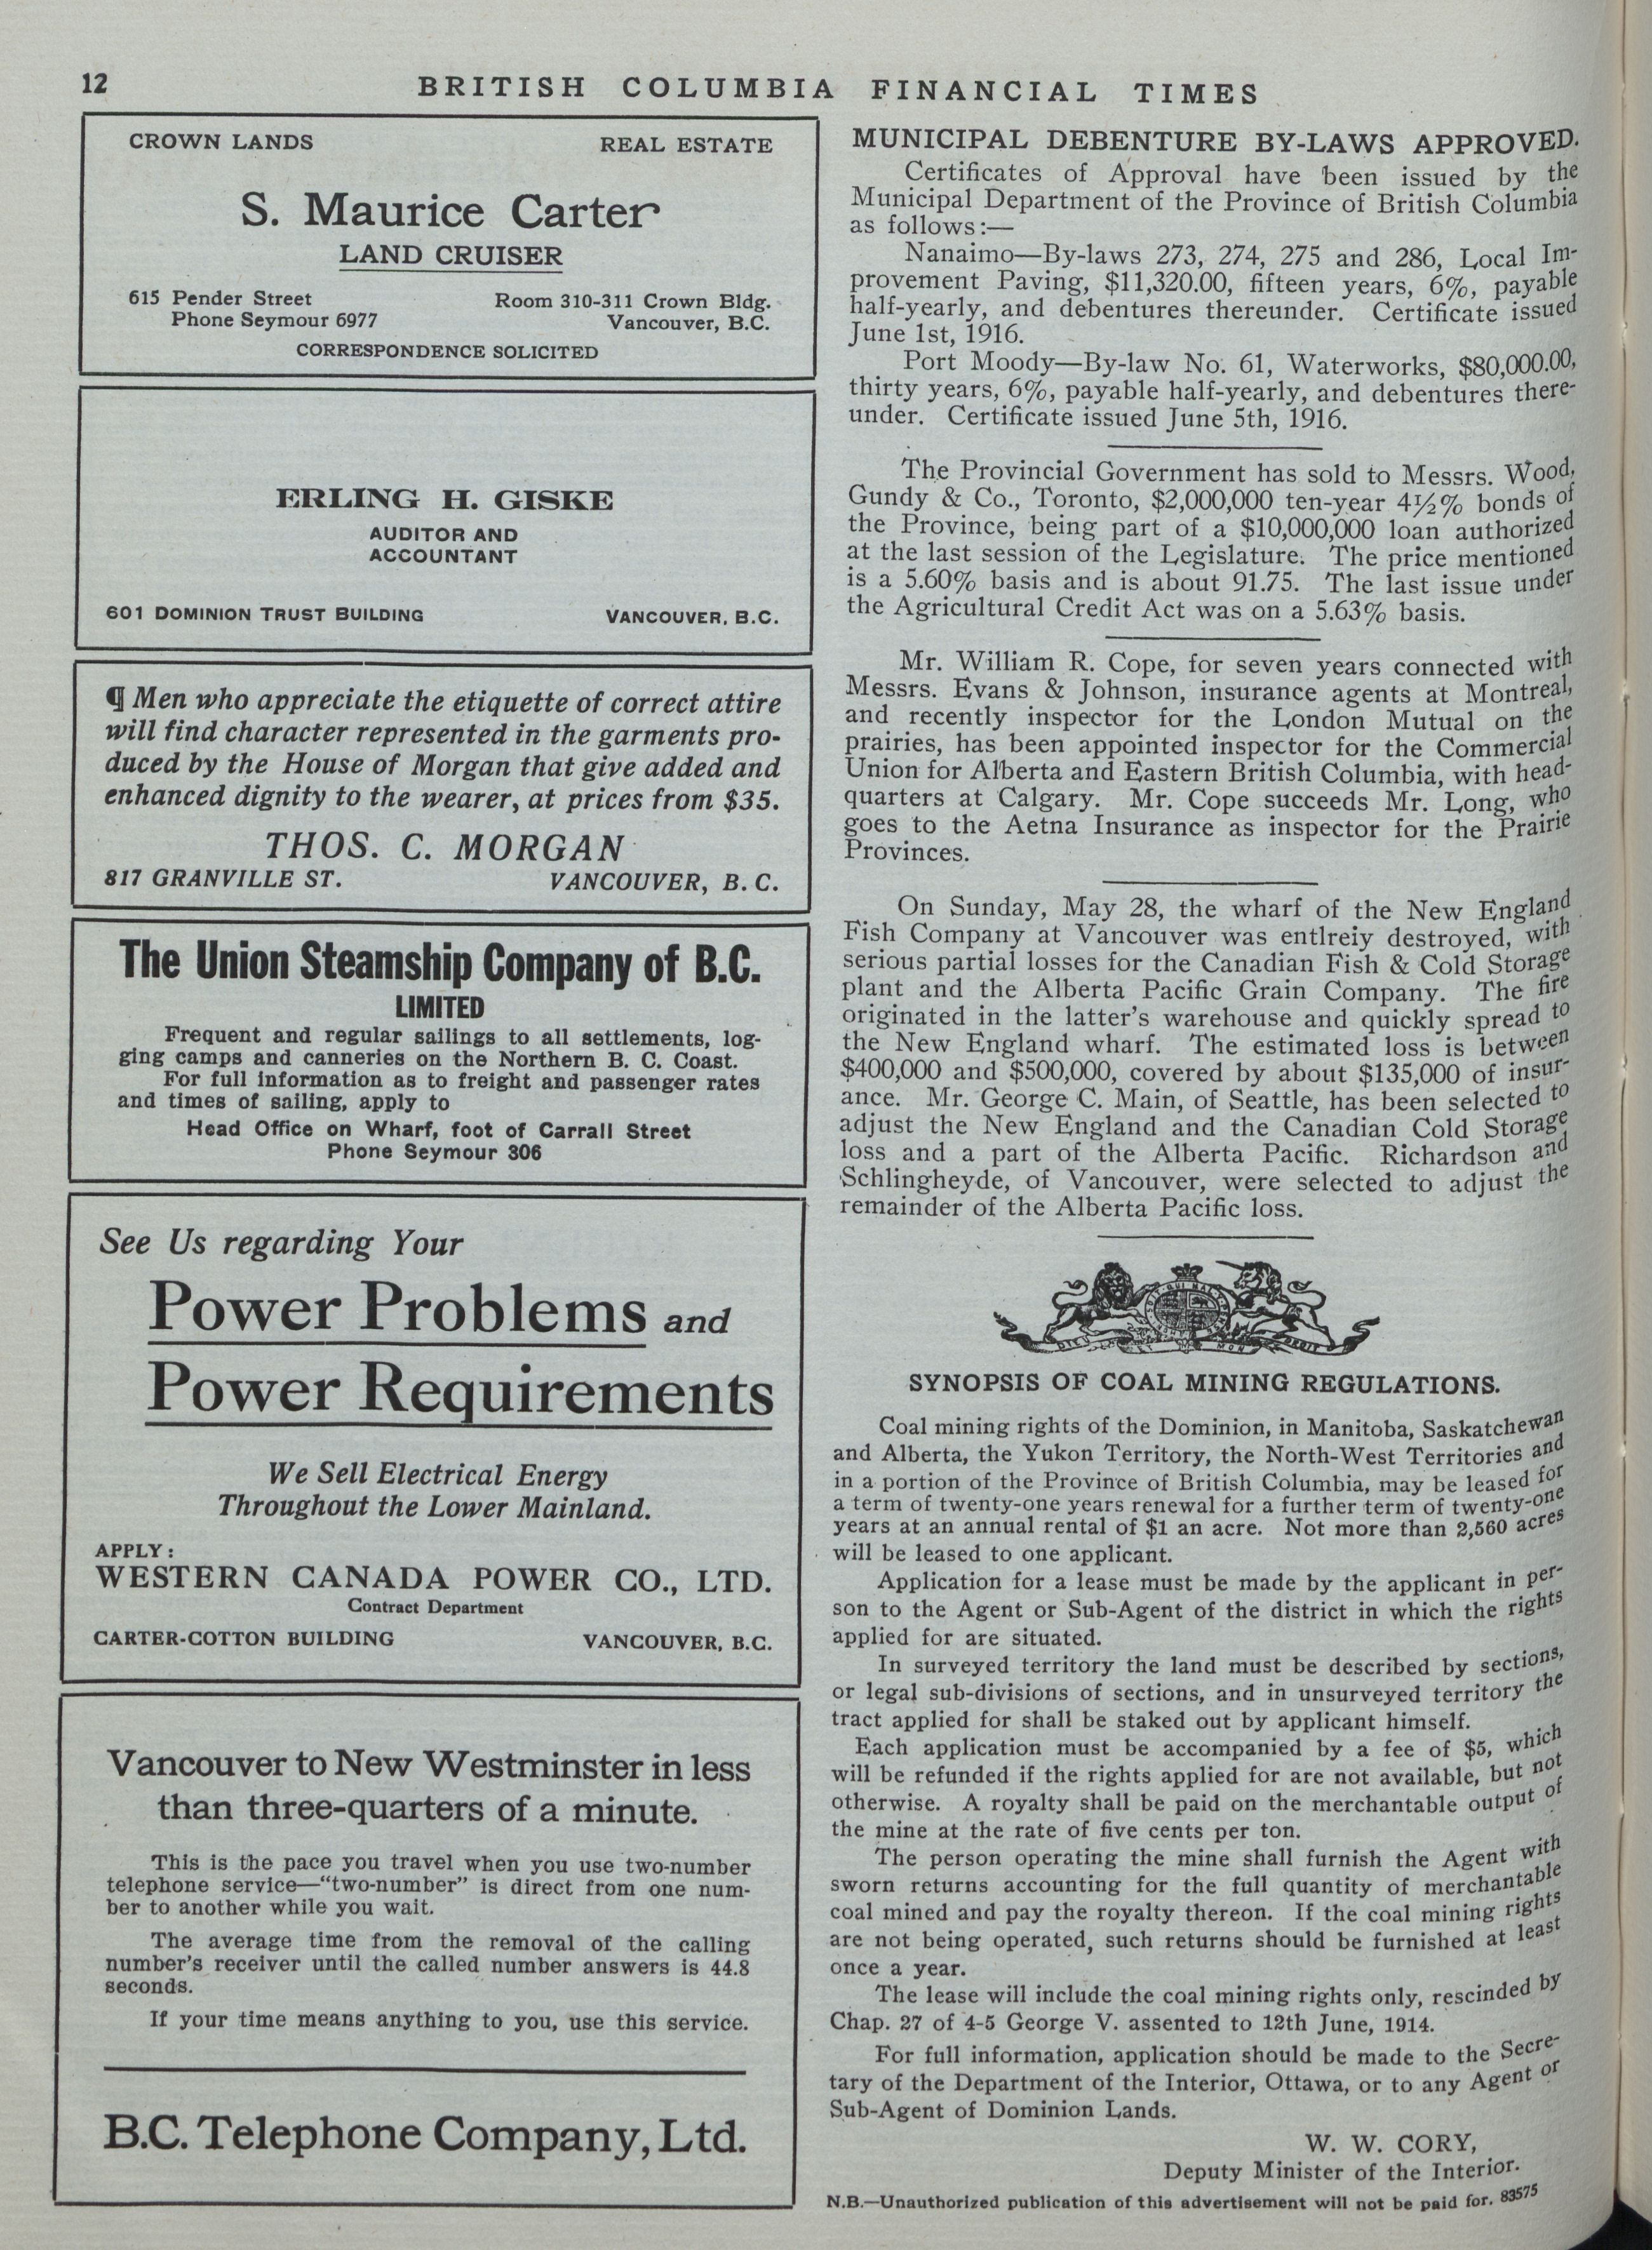 12
BRITISH COLUMBIA FINANCIAL TIMES
CROWN LANDS REAL ESTATE
S. Maurice Carter
LAND CRUISER
615 Pender Street Room 310-311 Crown Bldg.
Phone Seymour 6977 Vancouver, B.C.
CORRESPONDENCE SOLICITED
ERLING H. GISKE
AUDITOR AND
ACCOUNTANT
601 DOMINION TRUST BUILDING VANCOUVER, B.C.
¶ Men who appreciate the etiquette of correct attire
will find character represented in the garments pro-
duced by the House of Morgan that give added and
enhanced dignity to the wearer, at prices from $35.
THOS. C. MORGAN
817 GRANVILLE ST. VANCOUVER, B. C.
The Union Steamship Company of B.C.
LIMITED
Frequent and regular sailings to all settlements, log-
ging camps and canneries on the Northern B. C. Coast.
For full information as to freight and passenger rates
and times of sailing, apply to
Head Office on Wharf, foot of Carrall Street
Phone Seymour 306
See Us regarding Your
Power Problems and
Power Requirements
We Sell Electrical Energy
Throughout the Lower Mainland.
APPLY:
WESTERN CANADA POWER CO., LTD.
Contract Department
CARTER-COTTON BUILDING VANCOUVER, B.C.
Vancouver to New Westminster in less
than three-quarters of a minute.
This is the pace you travel when you use two-number
telephone service—"two-number" is direct from one num-
ber to another while you wait.
The average time from the removal of the calling
number's receiver until the called number answers is 44.8
seconds.
If your time means anything to you, use this service.
B.C. Telephone Company, Ltd.
MUNICIPAL DEBENTURE BY-LAWS APPROVED.
Certificates of Approval have been issued by the
Municipal Department of the Province of British Columbia
as follows:—
Nanaimo—By-laws 273, 274, 275 and 286, Local Im-
provement Paving, $11,320.00, fifteen years, 6%, payable
half-yearly, and debentures thereunder. Certificate issued
June 1st, 1916.
Port Moody—By-law No. 61, Waterworks, $80,000.00,
thirty years, 6%, payable half-yearly, and debentures there-
under. Certificate issued June 5th, 1916.
The Provincial Government has sold to Messrs. Wood,
Gundy & Co., Toronto, $2,000,000 ten-year 4½% bonds of
the Province, being part of a $10,000,000 loan authorized
at the last session of the Legislature. The price mentioned
is a 5.60% basis and is about 91.75. The last issue under
the Agricultural Credit Act was on a 5.63% basis.
Mr. William R. Cope, for seven years connected with
Messrs. Evans & Johnson, insurance agents at Montreal,
and recently inspector for the London Mutual on the
prairies, has been appointed inspector for the Commercial
Union for Alberta and Eastern British Columbia, with head-
quarters at Calgary. Mr. Cope succeeds Mr. Long, who
goes to the Aetna Insurance as inspector for the Prairie
Provinces.
On Sunday, May 28, the wharf of the New England
Fish Company at Vancouver was entlreiy destroyed, with
serious partial losses for the Canadian Fish & Cold Storage
plant and the Alberta Pacific Grain Company. The fire
originated in the latter's warehouse and quickly spread to
the New England wharf. The estimated loss is between
$400,000 and $500,000, covered by about $135,000 of insur-
ance. Mr. George C. Main, of Seattle, has been selected to
adjust the New England and the Canadian Cold Storage
loss and a part of the Alberta Pacific. Richardson and
Schlingheyde, of Vancouver, were selected to adjust the
remainder of the Alberta Pacific loss.
SYNOPSIS OF COAL MINING REGULATIONS.
Coal mining rights of the Dominion, in Manitoba, Saskatchewan
and Alberta, the Yukon Territory, the North-West Territories and
in a portion of the Province of British Columbia, may be leased for
a term of twenty-one years renewal for a further term of twenty-one
years at an annual rental of $1 an acre. Not more than 2,560 acres
will be leased to one applicant.
Application for a lease must be made by the applicant in per-
son to the Agent or Sub-Agent of the district in which the rights
applied for are situated.
In surveyed territory the land must be described by sections,
or legal sub-divisions of sections, and in unsurveyed territory the
tract applied for shall be staked out by applicant himself.
Each application must be accompanied by a fee of $5, which
will be refunded if the rights applied for are not available, but not
otherwise. A royalty shall be paid on the merchantable output of
the mine at the rate of five cents per ton.
The person operating the mine shall furnish the Agent with
sworn returns accounting for the full quantity of merchantable
coal mined and pay the royalty thereon. If the coal mining rights
are not being operated, such returns should be furnished at least
once a year.
The lease will include the coal mining rights only, rescinded by
Chap. 27 of 4-5 George V. assented to 12th June, 1914.
For full information, application should be made to the Secre-
tary of the Department of the Interior, Ottawa, or to any Agent or
Sub-Agent of Dominion Lands.
W. W. CORY,
Deputy Minister of the Interior.
N.B.—Unauthorized publication of this advertisement will not be paid for. 83575